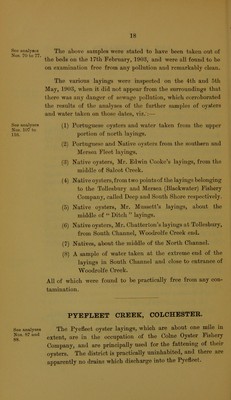 18
See analyses
Nos. 70 to 77.
The above samples were stated to have been taken out of
the beds on the 17th February, 1903, and were all found to be
on examination free from any pollution and remarkably clean.
The various layings were inspected on the 4th and 5th
May, 1903, when it did not appear from the surroundings that
there was any danger of sewage pollution, which corroborated
the results of the analyses of the further samples of oysters
and water taken on those dates, viz.:—
See analyses
Nos. 107 to
(1) Portuguese oysters and water taken from the upper
portion of north layings.
(2) Portuguese and Native oysters from the southern and
Mersea Fleet layings.
(3) Native oysters, Mr. Edwin Cooke's layings, from the
middle of Salcot Creek.
(4) Native oysters, from two points of the layings belonging
to the Tollesbury and Mersea (Blackwater) Fishery
Company, called Deep and South Shore respectively.
(5) Native oysters, Mr. Mussett's layings, about the
middle of "Ditch" layings.
(6) Native oysters, Mr. Chatterton's layings at Tollesbury,
from South Channel, Woodrolfe Creek end.
(7) Natives, about the middle of the North Channel.
(8) A sample of water taken at the extreme end of the
layings in South Channel and close to entrance of
Woodrolfe Creek.
All of which were found to be practically free from any con-
tamination.
PYEFLEET CREEK, COLCHESTER.
See analyses
Nos. 97 and
98.
The Pyefleet oyster layings, which are about one mile in
extent, are in the occupation of the Colne Oyster Fishery
Company, and are principally used for the fattening of their
oysters. The district is practically uninhabited, and there are
apparently no drains which discharge into the Pyefleet.